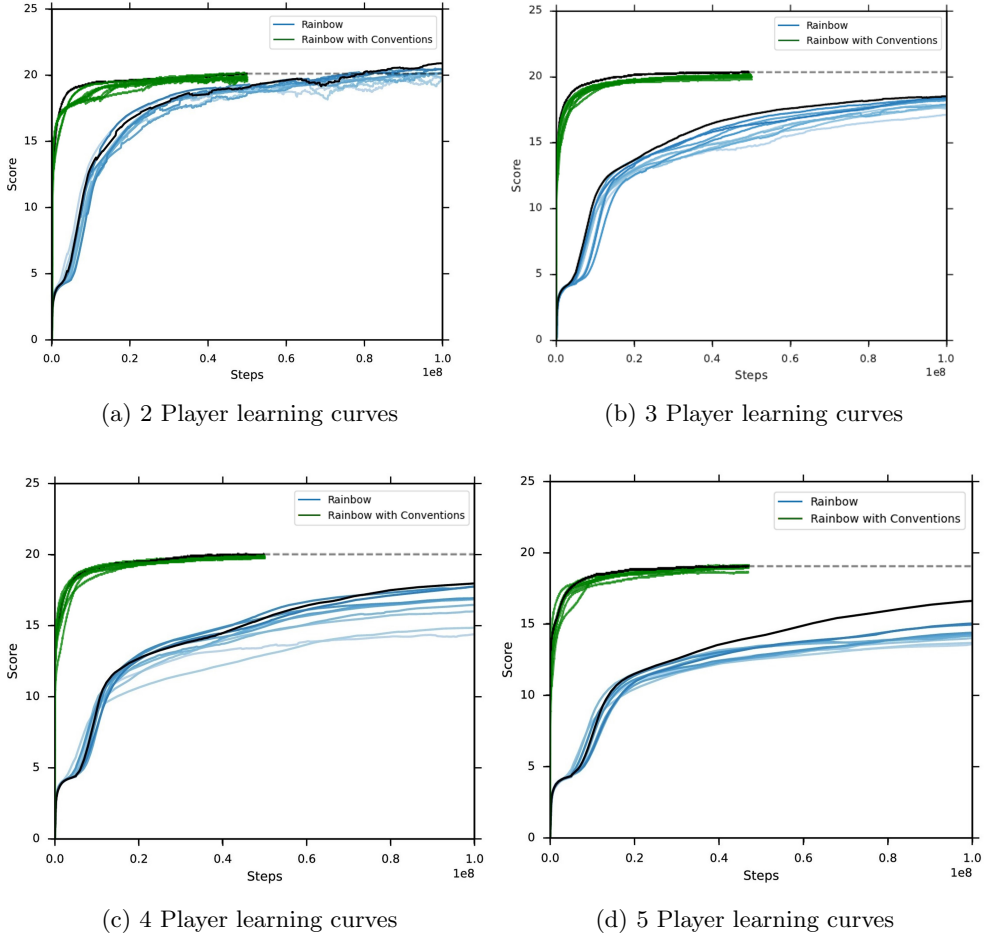 25
20
15
10
5
0
Score
0.0
0.2
0.4
0.6
0.8
1.0
1e8
Steps
Rainbow
Rainbow with Conventions
(a) 2 Player learning curves
25
20
15
10
5
0
Score
0.0
0.2
0.4
0.6
0.8
1.0
1e8
Steps
Rainbow
Rainbow with Conventions
(b) 3 Player learning curves
25
20
15
10
5
0
Score
0.0
0.2
0.4
0.6
0.8
1.0
1e8
Steps
Rainbow
Rainbow with Conventions
(c) 4 Player learning curves
25
20
15
10
5
0
Score
0.0
0.2
0.4
0.6
0.8
1.0
1e8
Steps
Rainbow
Rainbow with Conventions
(d) 5 Player learning curves